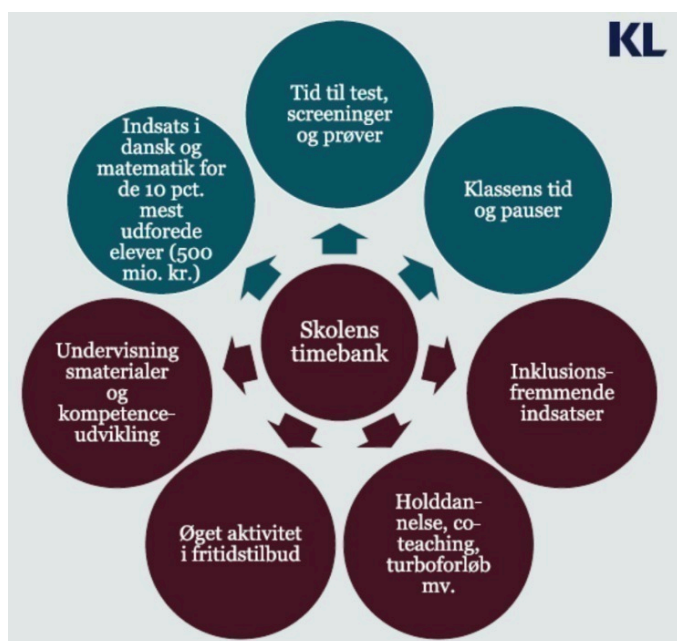 KL
Tid til test,
screeninger
og prøver
Klassens tid
og pauser
Inklusions-
fremmende
indsatser
Holddan-
nelse, co-
teaching,
turboforløb
mv.
Øget aktivitet
i fritidstilbud
Undervisning
smaterialer
og
kompetence-
udvikling
Indsats i
dansk og
matematik for
de 10 pct.
mest
udforede
elever (500
mio. kr.)
Skolens
timebank